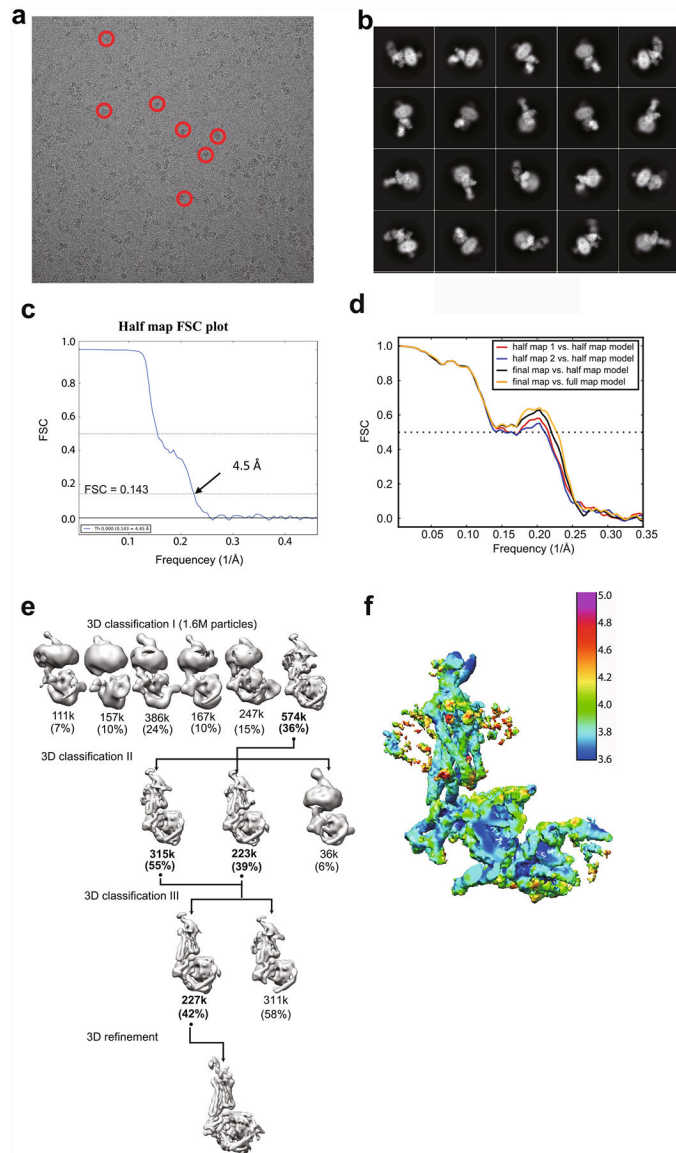 a
b
c
Half map FSC plot
1.0
0.8
0.6
0.4
0.2
0.0
FSC
4.5 Å
FSC = 0.143
Th 0.000 (0.143 = 4.45 Å
0.1
0.2
0.3
0.4
Frequencey (1/Å)
d
1.0
0.8
0.6
0.4
0.2
0.0
FSC
half map 1 vs. half map model
half map 2 vs. half map model
final map vs. half map model
final map vs. full map model
0.05
0.10
0.15
0.20
0.25
0.30
0.35
Frequency (1/Å)
e
3D classification I (1.6M particles)
111k
(7%)
157k
(10%)
386k
(24%)
167k
(10%)
247k
(15%)
574k
(36%)
3D classification II
315k
(55%)
223k
(39%)
36k
(6%)
3D classification III
227k
(42%)
311k
(58%)
3D refinement
f
5.0
4.8
4.6
4.2
4.0
3.6